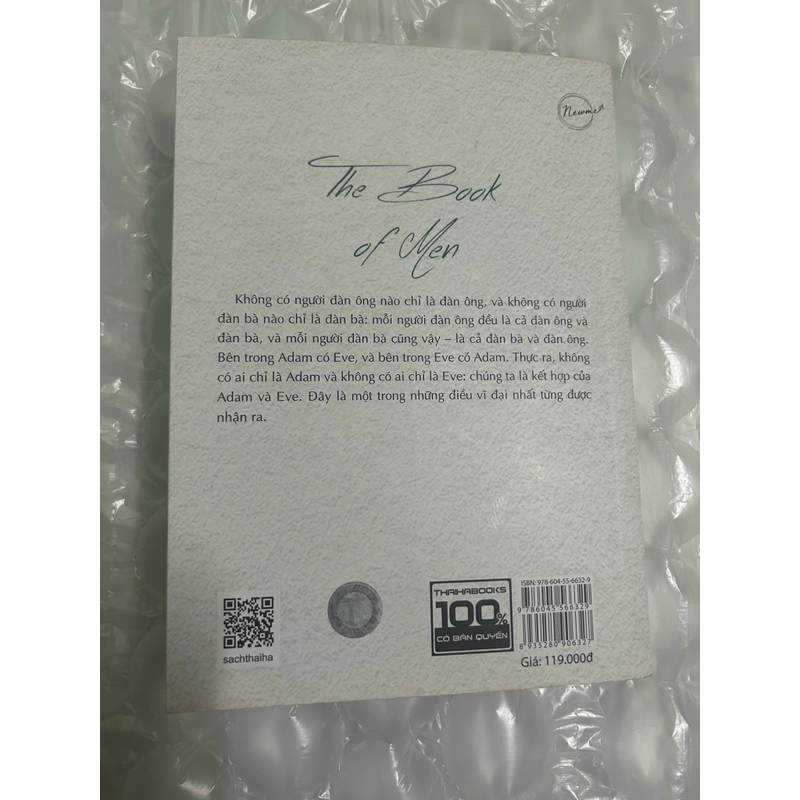 Newme
The Book
of Men
Không có người đàn ông nào chỉ là đàn ông, và không có người
đàn bà nào chỉ là đàn bà: mỗi người đàn ông đều là cả đàn ông và
đàn bà, và mỗi người đàn bà cũng vậy – là cả đàn bà và đàn ông.
Bên trong Adam có Eve, và bên trong Eve có Adam. Thực ra, không
có ai chỉ là Adam và không có ai chỉ là Eve: chúng ta là kết hợp của
Adam và Eve. Đây là một trong những điều vĩ đại nhất từng được
nhận ra.
sachthaiha
T
THAIHABOOKS
100%
CÓ BẢN QUYỀN
ISBN: 978-604-55-6632-9
9 786045 566329
8 935280 906327
Giá: 119.000đ